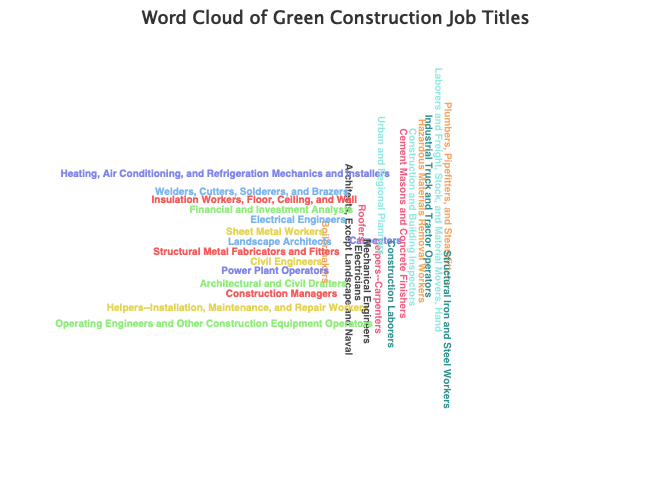 Word Cloud of Green Construction Job Titles
Heating, Air Conditioning, and Refrigeration Mechanics and Installers
Welders, Cutters, Solderers, and Brazers
Insulation Workers, Floor, Ceiling, and Wall
Financial and Investment Analysts
Electrical Engineers
Sheet Metal Workers
Landscape Architects
Carpenters
Structural Metal Fabricators and Fitters
Civil Engineers
Power Plant Operators
Architectural and Civil Drafters
Construction Managers
Helpers--Installation, Maintenance, and Repair Workers
Operating Engineers and Other Construction Equipment Operators
Boilermakers
Architects, Except Landscape and Naval
Electricians
Roofers
Mechanical Engineers
Helpers--Carpenters
Urban and Regional Planners
Construction Laborers
Cement Masons and Concrete Finishers
Construction and Building Inspectors
Hazardous Materials Removal Workers
Industrial Truck and Tractor Operators
Laborers and Freight, Stock, and Material Movers, Hand
Plumbers, Pipefitters, and Steamfitters
Structural Iron and Steel Workers